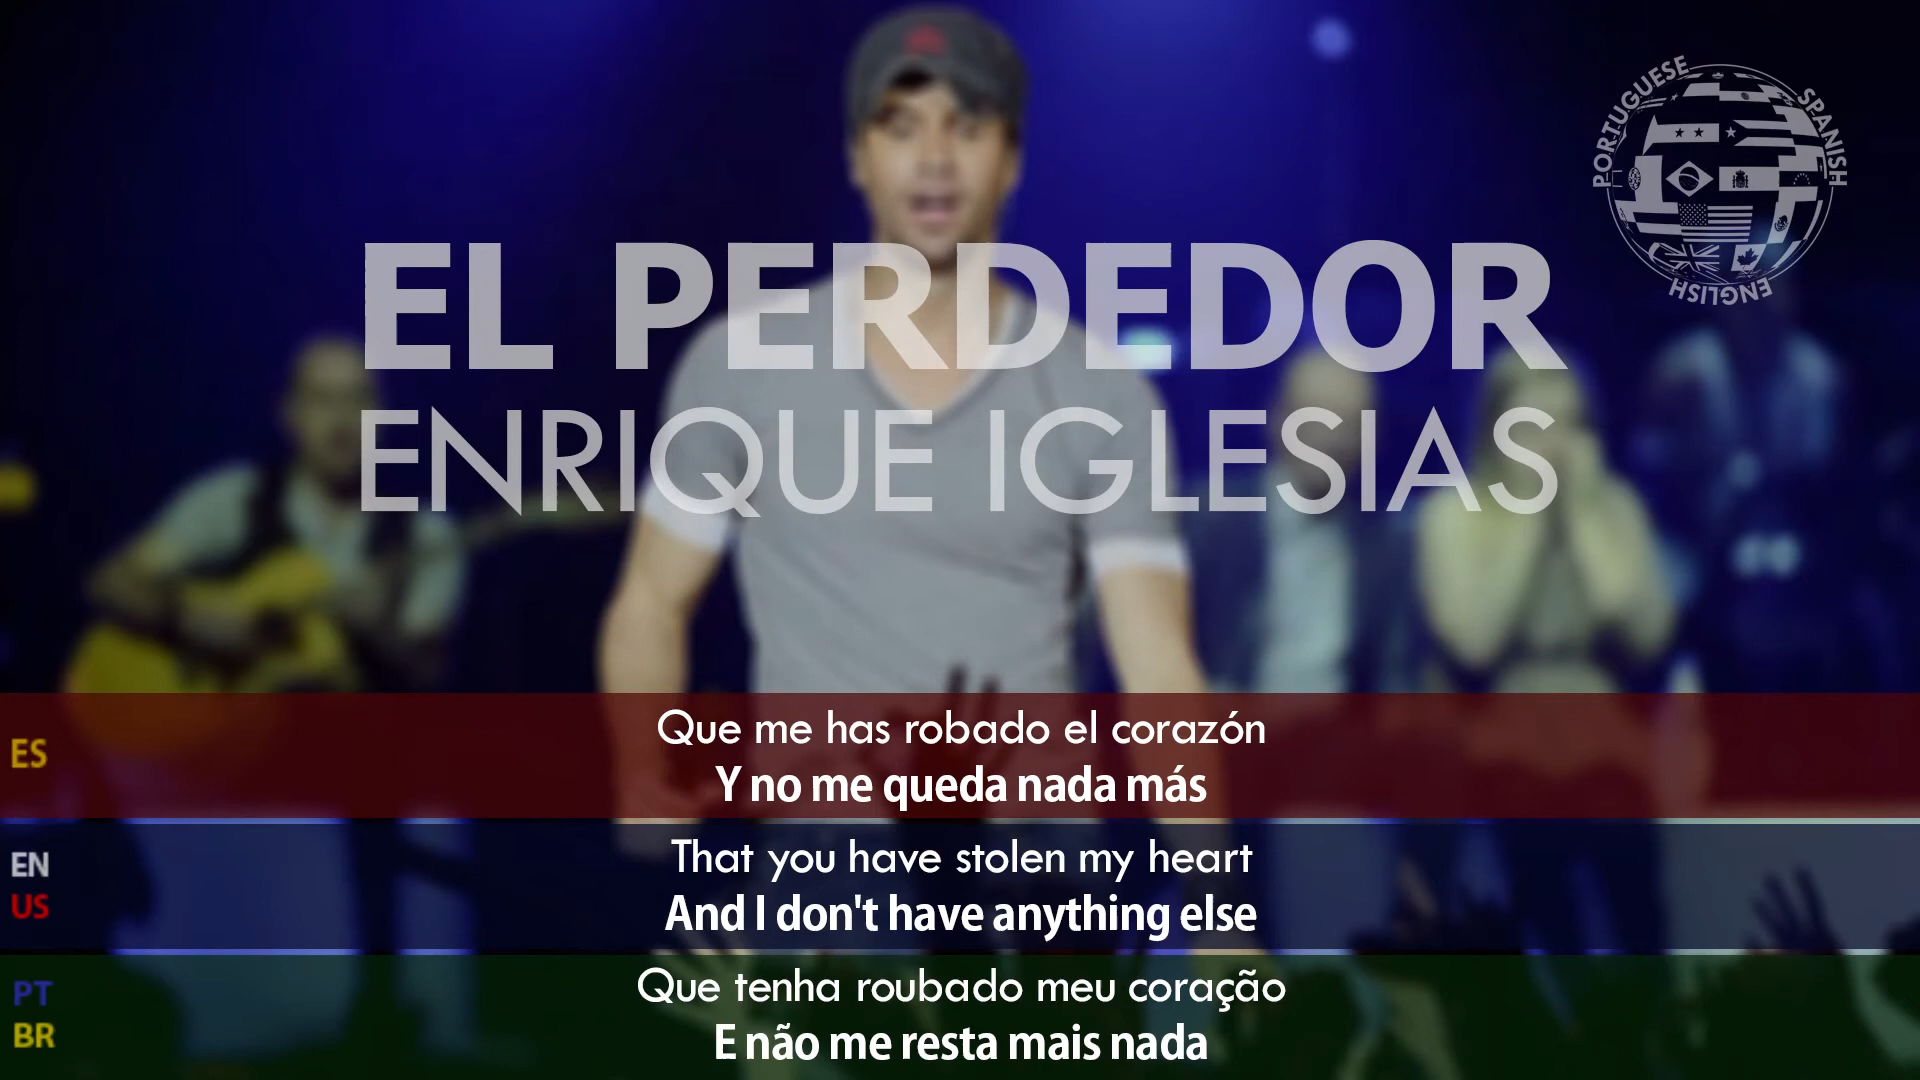 EL PERDEDOR
ENRIQUE IGLESIAS
PORTUGUESE
SPANISH
ENGLISH
ES
Que me has robado el corazón
Y no me queda nada más
EN
US
That you have stolen my heart
And I don't have anything else
PT
BR
Que tenha roubado meu coração
E não me resta mais nada